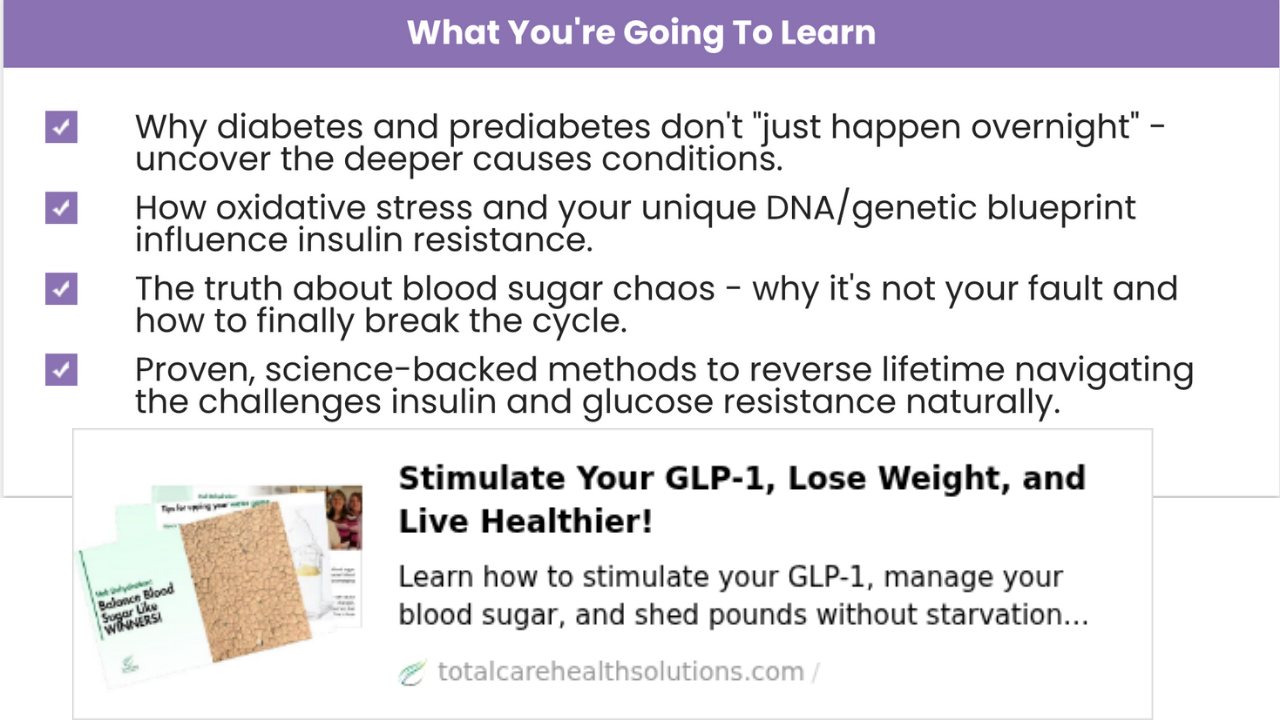 What You're Going To Learn
Why diabetes and prediabetes don't "just happen overnight" -
uncover the deeper causes conditions.
How oxidative stress and your unique DNA/genetic blueprint
influence insulin resistance.
The truth about blood sugar chaos - why it's not your fault and
how to finally break the cycle.
Proven, science-backed methods to reverse lifetime navigating
the challenges insulin and glucose resistance naturally.
Stimulate Your GLP-1, Lose Weight, and
Live Healthier!
Learn how to stimulate your GLP-1, manage your
blood sugar, and shed pounds without starvation...
totalcarehealthsolutions.com /
Tips for upping your water game
Balance Blood
Sugar Like
WINNERS!